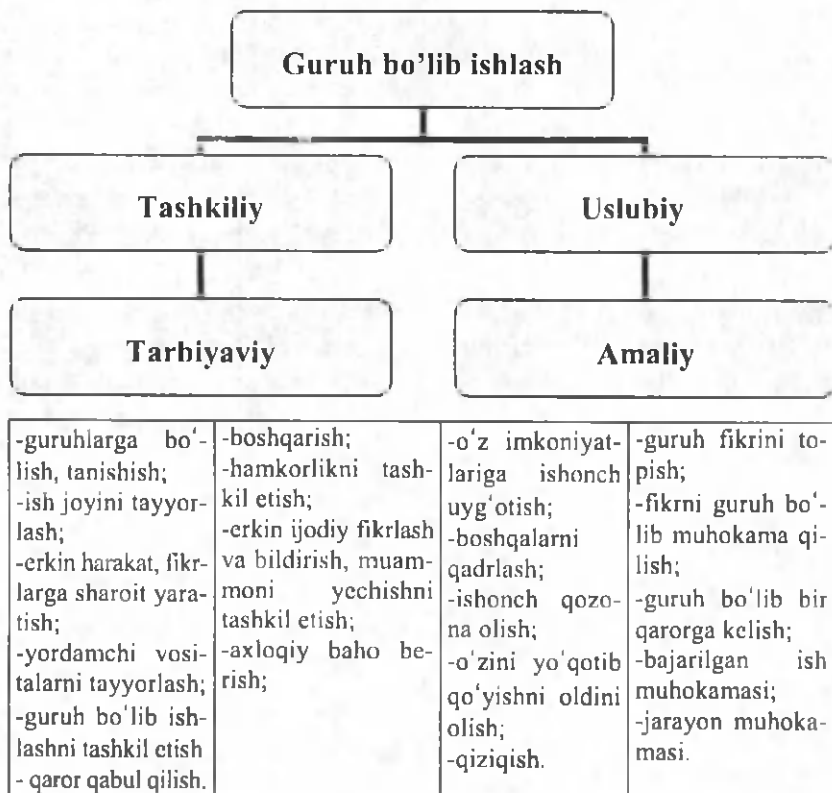 Guruh bo’lib ishlash
Tashkiliy
Uslubiy
Tarbiyaviy
Amaliy
-guruhlarga bo‘-
lish, tanishish;
-ish joyini tayyor-
lash;
-erkin harakat, fikr-
larga sharoit yara-
tish;
-yordamchi vosi-
talarni tayyorlash;
-guruh bo‘lib ish-
lashni tashkil etish
- qaror qabul qilish.
-boshqarish;
-hamkorlikni tash-
kil etish;
-erkin ijodiy fikrlash
va bildirish, muam-
moni yechishni
tashkil etish;
-axloqiy baho be-
rish;
-o‘z imkoniyat-
lariga ishonch
uyg‘otish;
-boshqalarni
qadrlash;
-ishonch qozo-
na olish;
-o‘zini yo‘qotib
qo‘yishni oldini
olish;
-qiziqish.
-guruh fikrini to-
pish;
-fikrni guruh bo‘-
lib muhokama qi-
lish;
-guruh bo‘lib bir
qarorga kelish;
-bajarilgan ish
muhokamasi;
-jarayon muhoka-
masi.